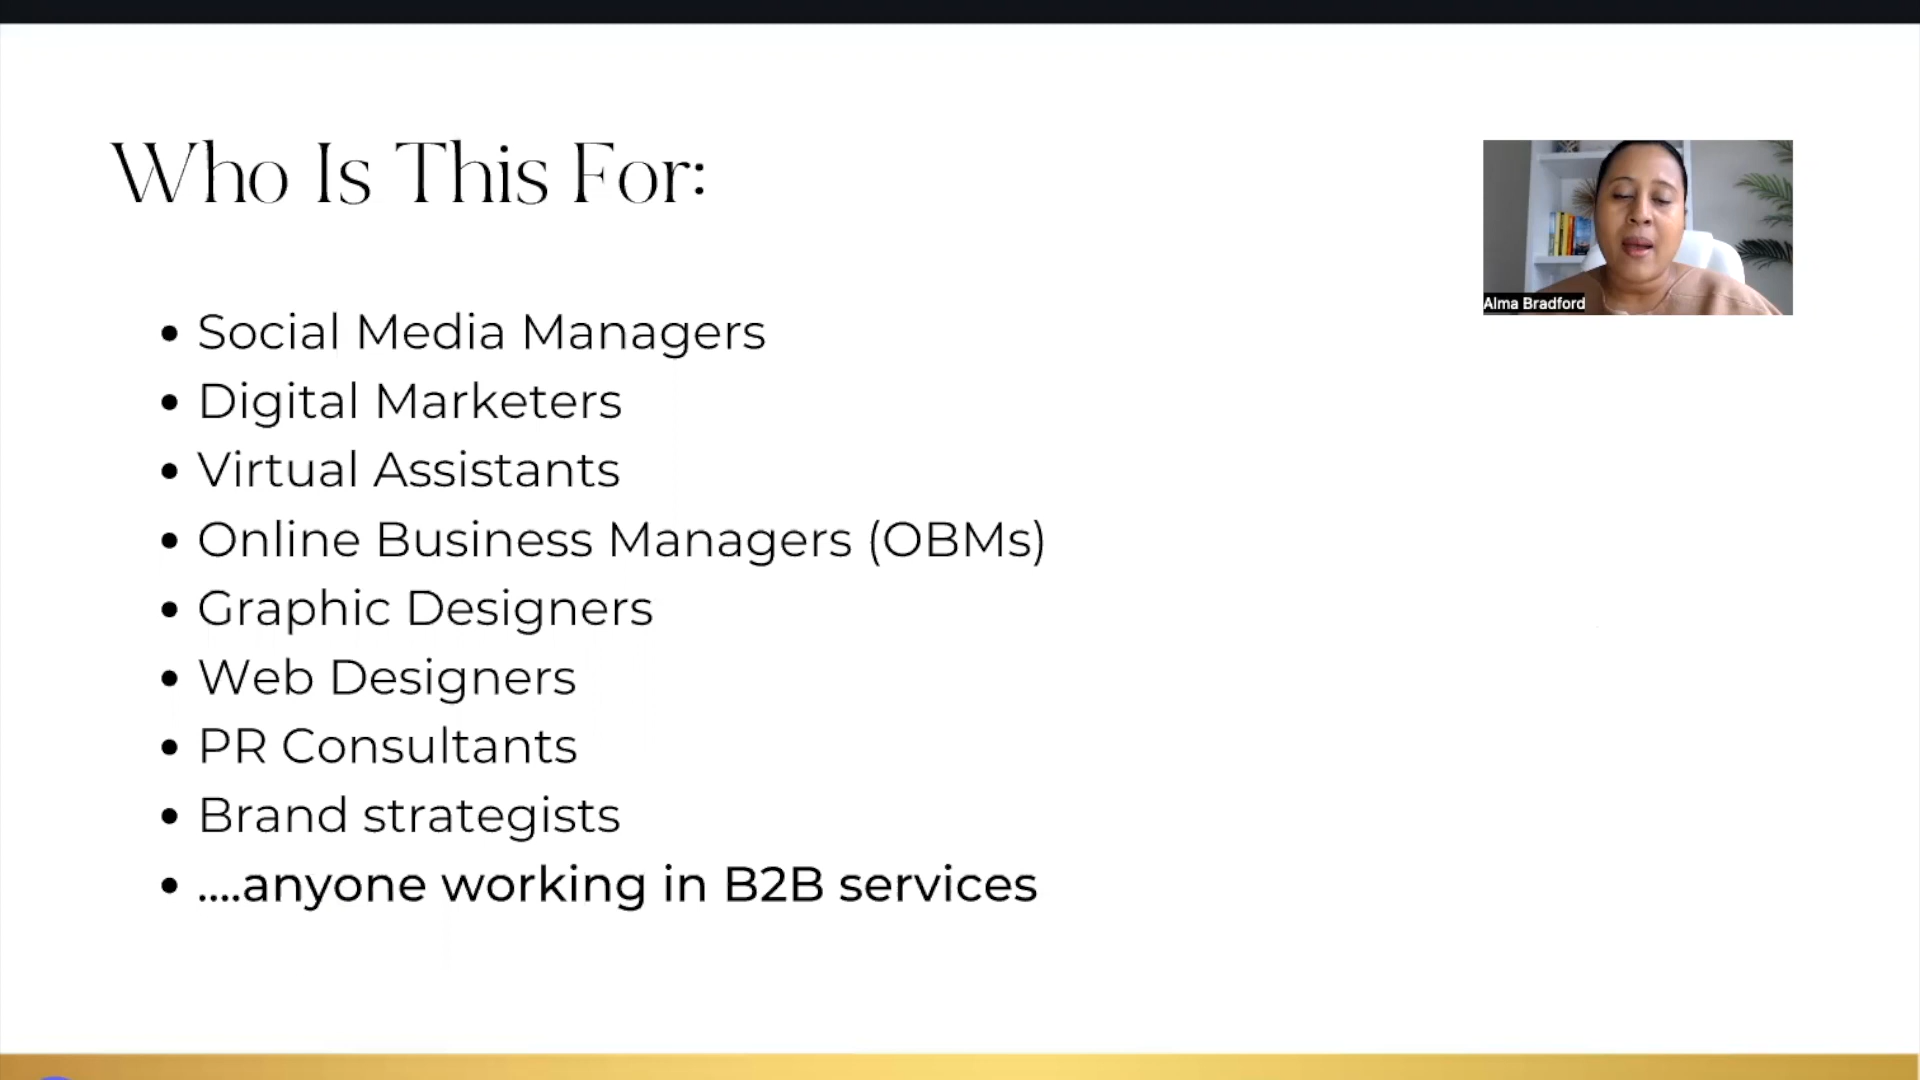 Who Is This For:
Alma Bradford
Social Media Managers
Digital Marketers
Virtual Assistants
Online Business Managers (OBMs)
Graphic Designers
Web Designers
PR Consultants
Brand strategists
....anyone working in B2B services